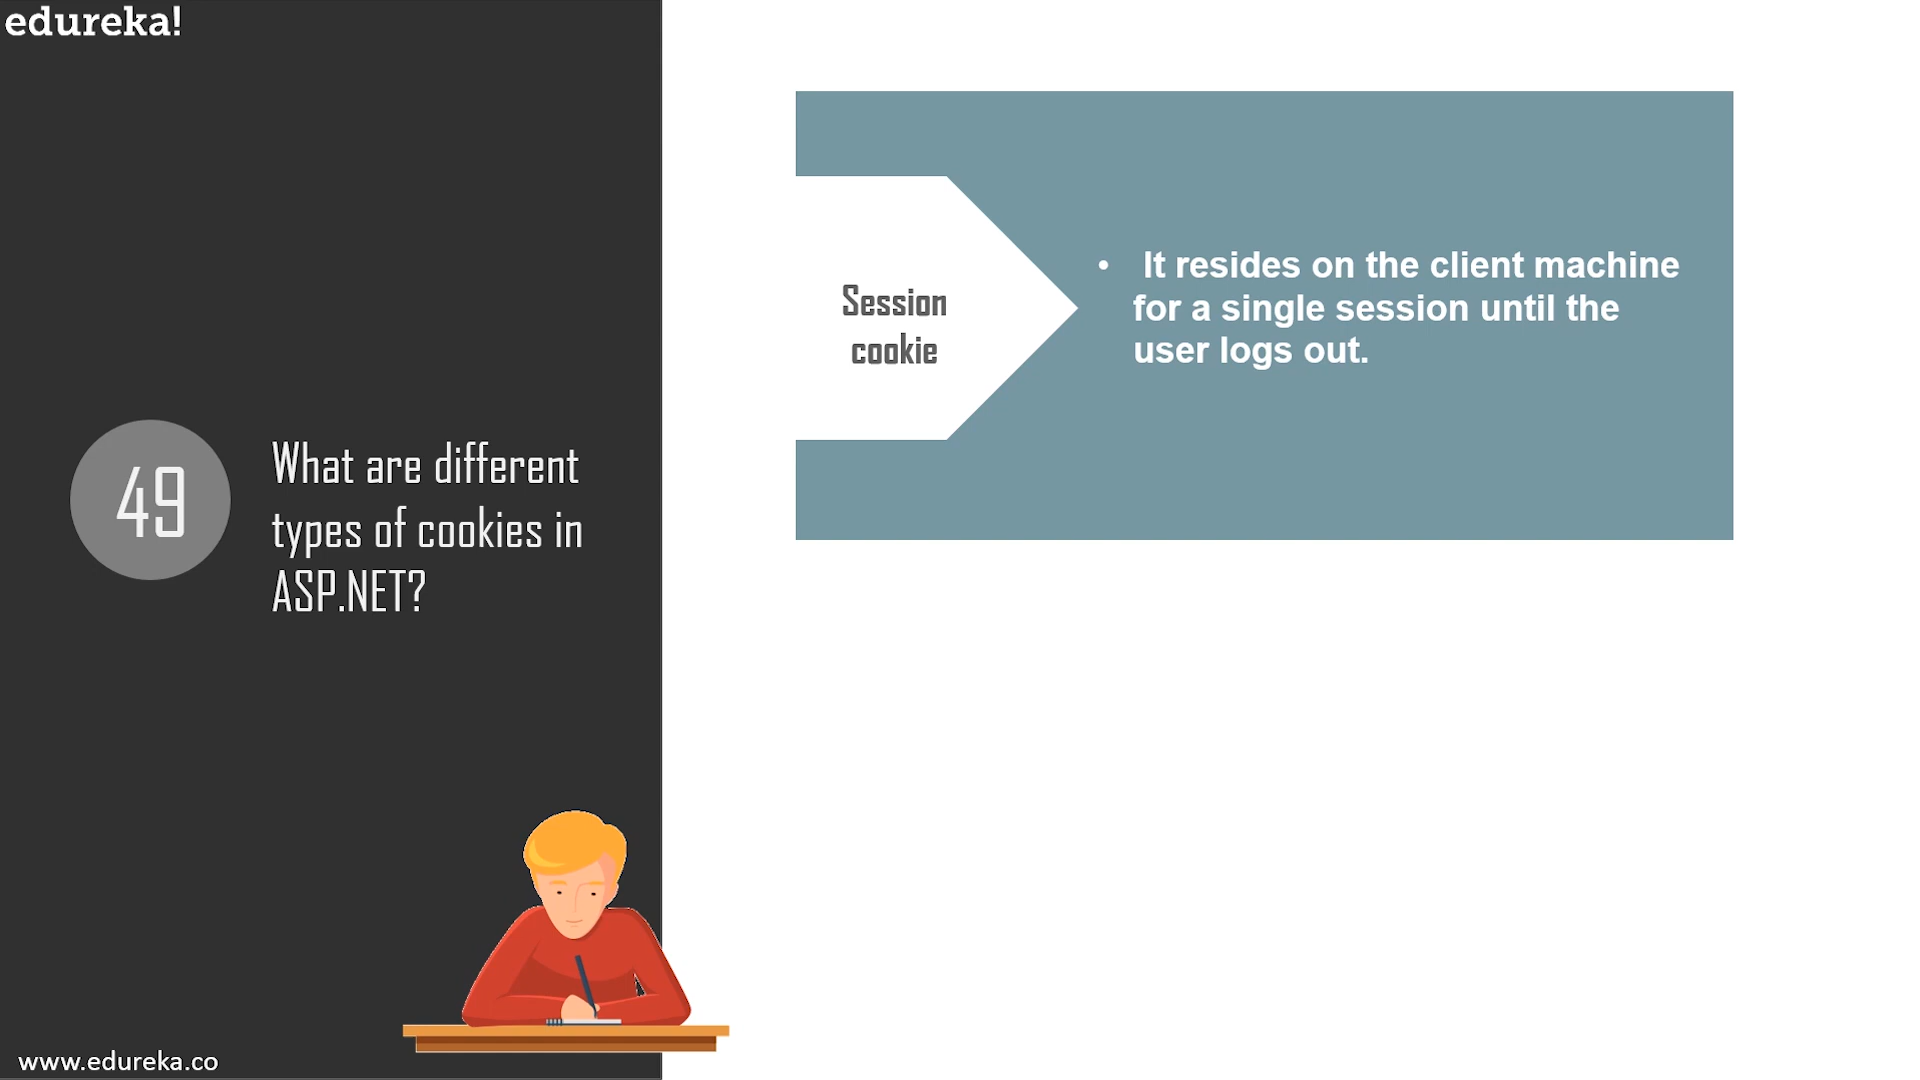 edureka!
49
What are different
types of cookies in
ASP.NET?
Session
cookie
• It resides on the client machine
for a single session until the
user logs out.
www.edureka.co